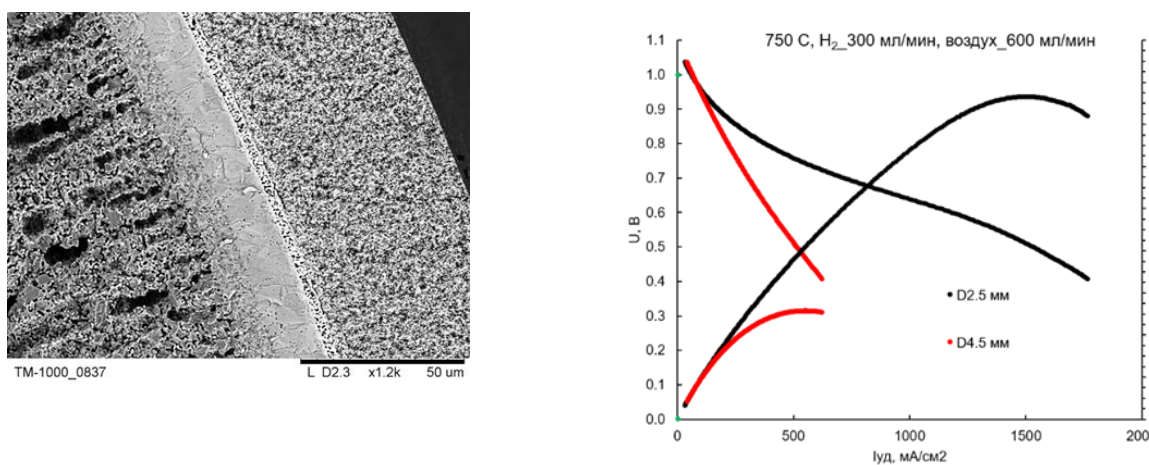 TM-1000_0837
L D2.3 x1.2k 50 um
750 C, H₂_300 мл/мин, воздух_600 мл/мин
1.1
1.0
0.9
0.8
0.7
0.6
0.5
0.4
0.3
0.2
0.1
0.0
U, В
D2.5 мм
D4.5 мм
0 500 1000 1500 200
Iуд, мА/см2